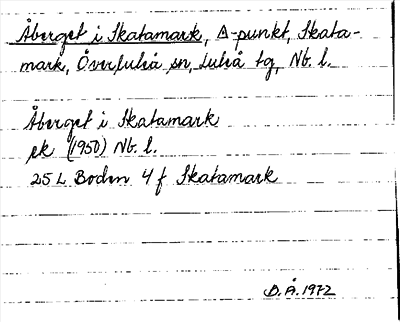 Åberget i Skatamark, Δ-punkt, Skata-
mark, Överluleå sn, Luleå tg, Nb. l.
Åberget i Skatamark
ek (1950) Nb. l.
25 L Boden 4 f Skatamark
D. Å. 1972